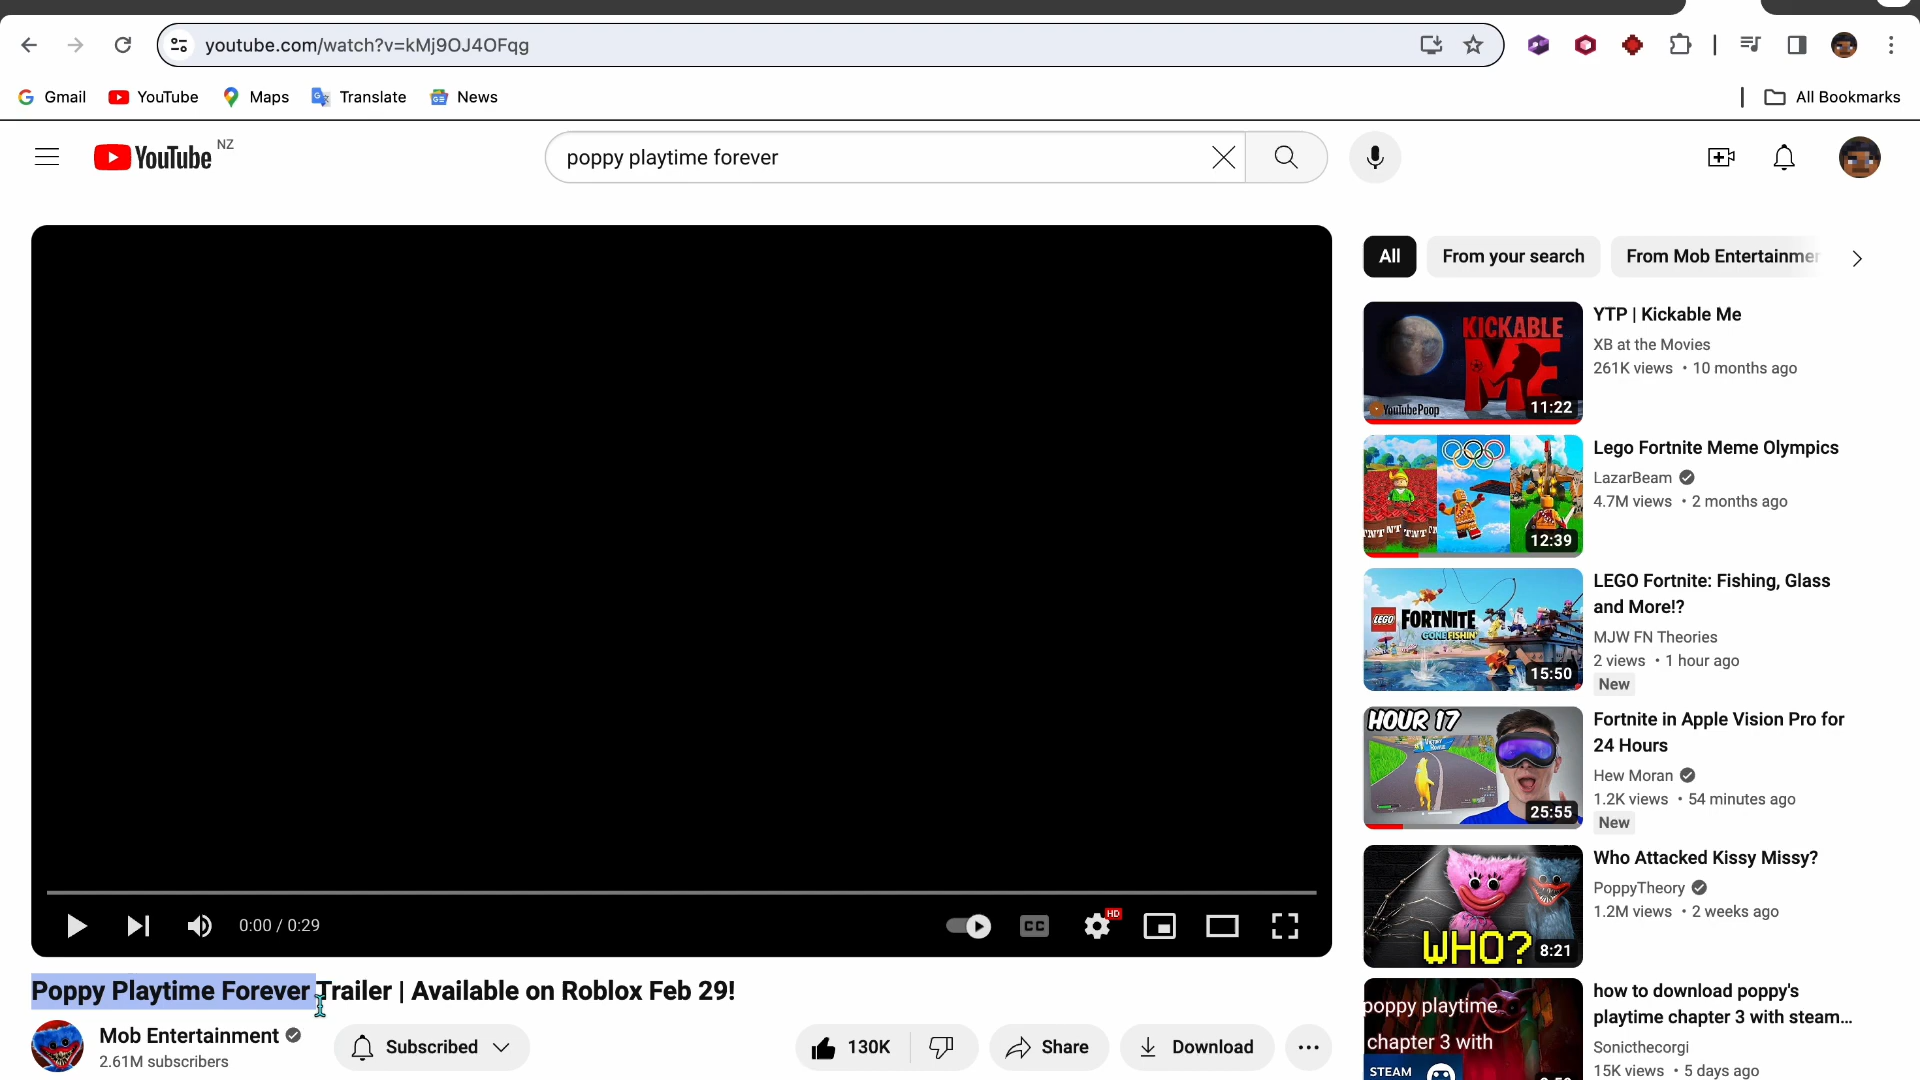 youtube.com/watch?v=kMj9OJ4OFqg
Gmail YouTube Maps Translate News All Bookmarks
YouTube NZ
poppy playtime forever
All From your search From Mob Entertainmen
0:00 / 0:29
CC HD
Poppy Playtime Forever Trailer | Available on Roblox Feb 29!
Mob Entertainment
2.61M subscribers
Subscribed
130K Share Download
KICKABLE
ME
YouTubePoop
11:22
YTP | Kickable Me
XB at the Movies
261K views • 10 months ago
TNT TNT TNT
12:39
Lego Fortnite Meme Olympics
LazarBeam
4.7M views • 2 months ago
LEGO FORTNITE
GONE FISHIN'
15:50
LEGO Fortnite: Fishing, Glass
and More!?
MJW FN Theories
2 views • 1 hour ago
New
HOUR 17
25:55
Fortnite in Apple Vision Pro for
24 Hours
Hew Moran
1.2K views • 54 minutes ago
New
WHO?
8:21
Who Attacked Kissy Missy?
PoppyTheory
1.2M views • 2 weeks ago
poppy playtime
chapter 3 with
STEAM
how to download poppy's
playtime chapter 3 with steam...
Sonicthecorgi
15K views • 5 days ago